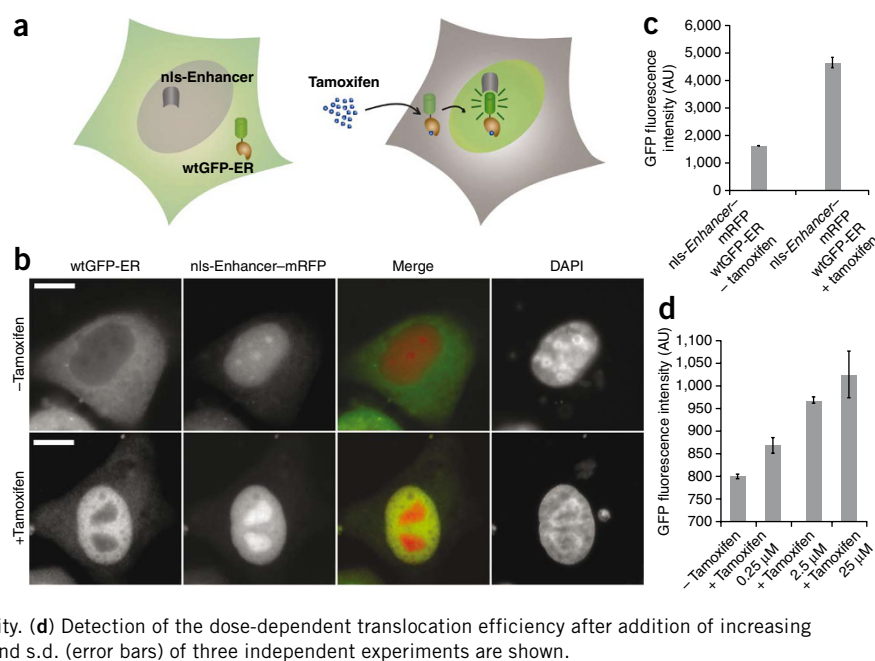 a
nls-Enhancer
wtGFP-ER
Tamoxifen
b
wtGFP-ER
nls-Enhancer–mRFP
Merge
DAPI
–Tamoxifen
+Tamoxifen
c
GFP fluorescence
intensity (AU)
6,000
5,000
4,000
3,000
2,000
1,000
0
nls-Enhancer–
mRFP
wtGFP-ER
– tamoxifen
nls-Enhancer–
mRFP
wtGFP-ER
+ tamoxifen
d
GFP fluorescence intensity (AU)
1,100
1,050
1,000
950
900
850
800
750
700
– Tamoxifen
+ Tamoxifen
0.25 μM
+ Tamoxifen
2.5 μM
+ Tamoxifen
25 μM
ity. (d) Detection of the dose-dependent translocation efficiency after addition of increasing
nd s.d. (error bars) of three independent experiments are shown.